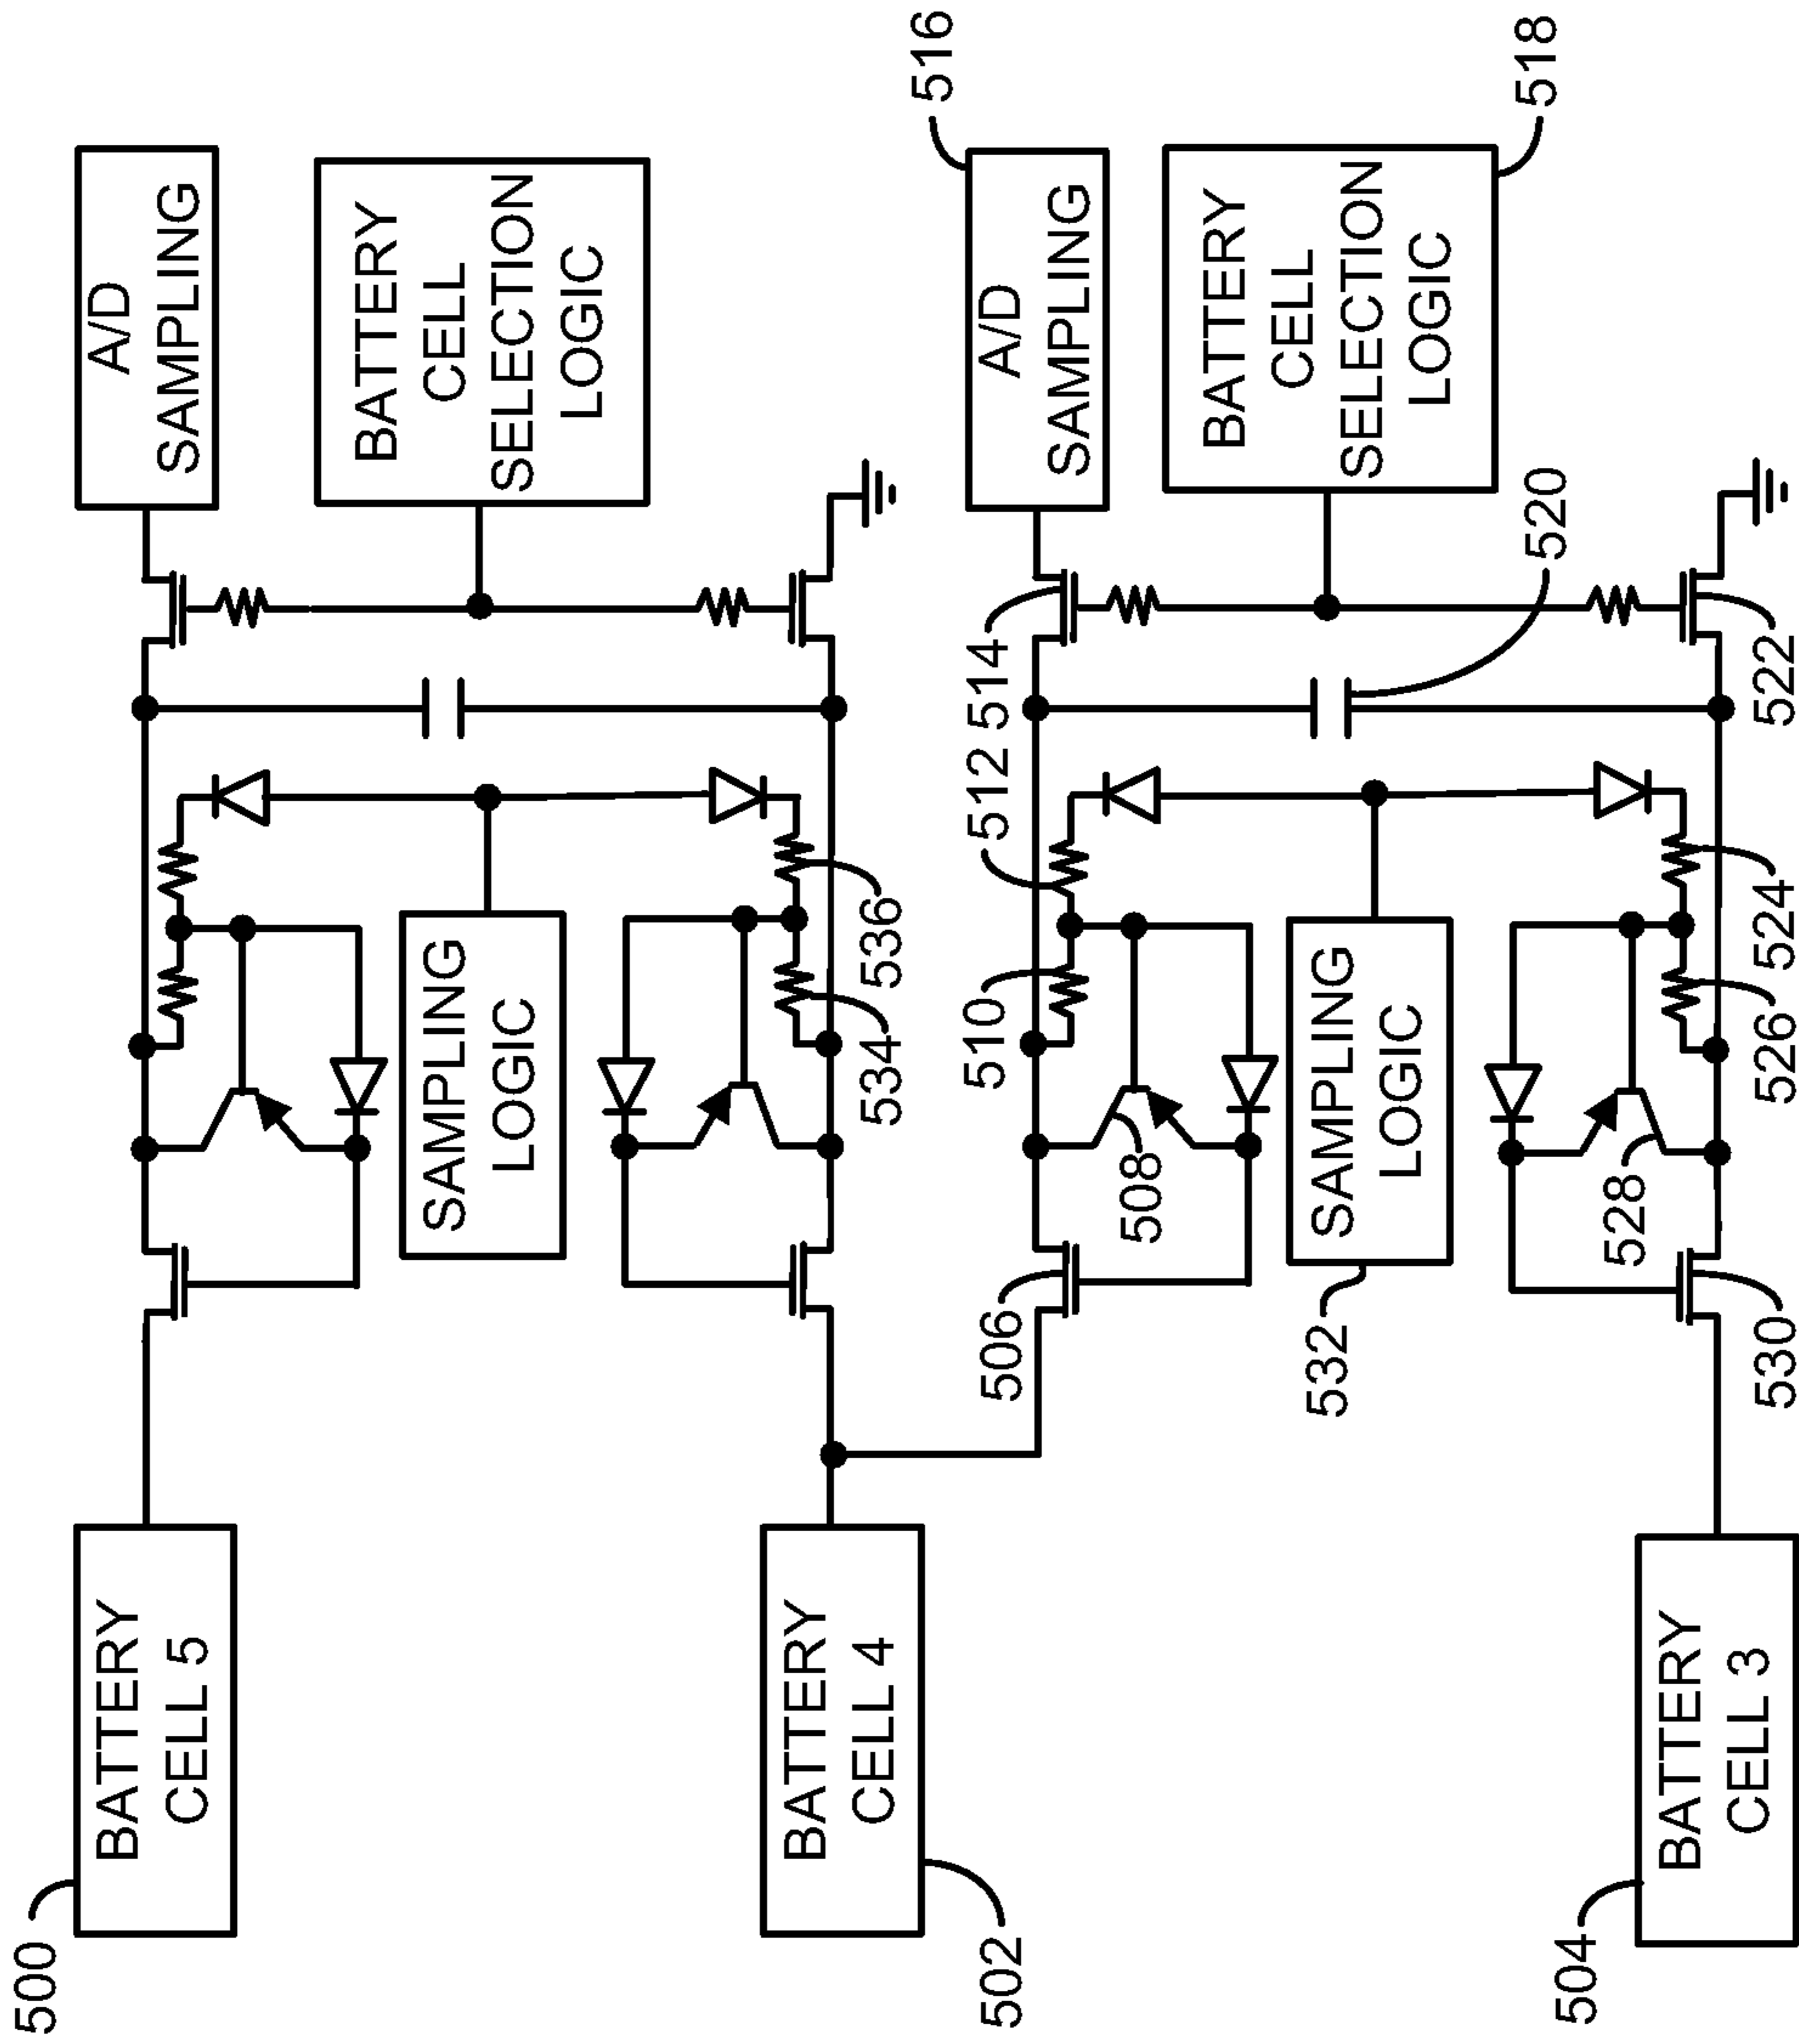 500
BATTERY
CELL 5
A/D
SAMPLING
BATTERY
CELL
SELECTION
LOGIC
SAMPLING
LOGIC
534
536
BATTERY
CELL 4
502
506
508
510
512
514
516
A/D
SAMPLING
BATTERY
CELL
SELECTION
LOGIC
518
520
SAMPLING
LOGIC
532
504
BATTERY
CELL 3
530
528
526
524
522